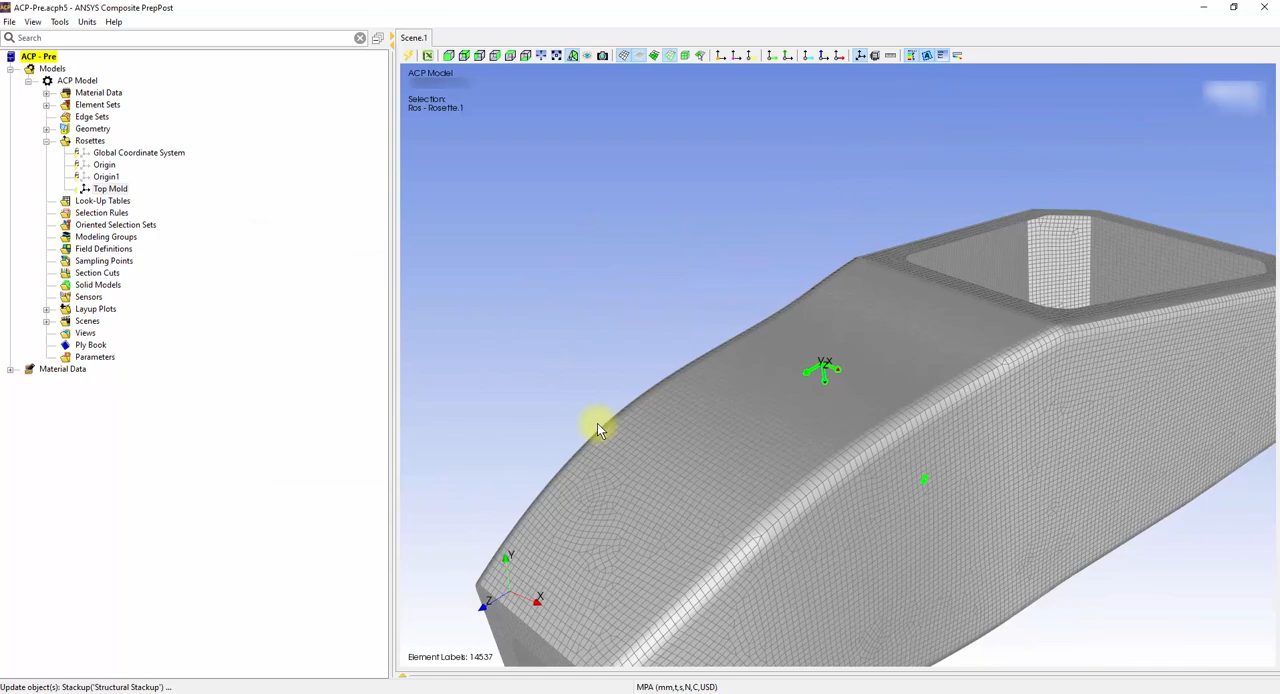 ACP-Pre.acph5 - ANSYS Composite PrepPost
File View Tools Units Help
Search
Scene.1
ACP - Pre
Models
ACP Model
Material Data
Element Sets
Edge Sets
Geometry
Rosettes
Global Coordinate System
Origin
Origin1
Top Mold
Look-Up Tables
Selection Rules
Oriented Selection Sets
Modeling Groups
Field Definitions
Sampling Points
Section Cuts
Solid Models
Sensors
Layup Plots
Scenes
Views
Ply Book
Parameters
Material Data
ACP Model
Selection:
Ros - Rosette.1
Y
Z
X
Y
Z
X
Element Labels: 14537
Update object(s): Stackup('Structural Stackup') ...
MPA (mm,t,s,N,C,USD)